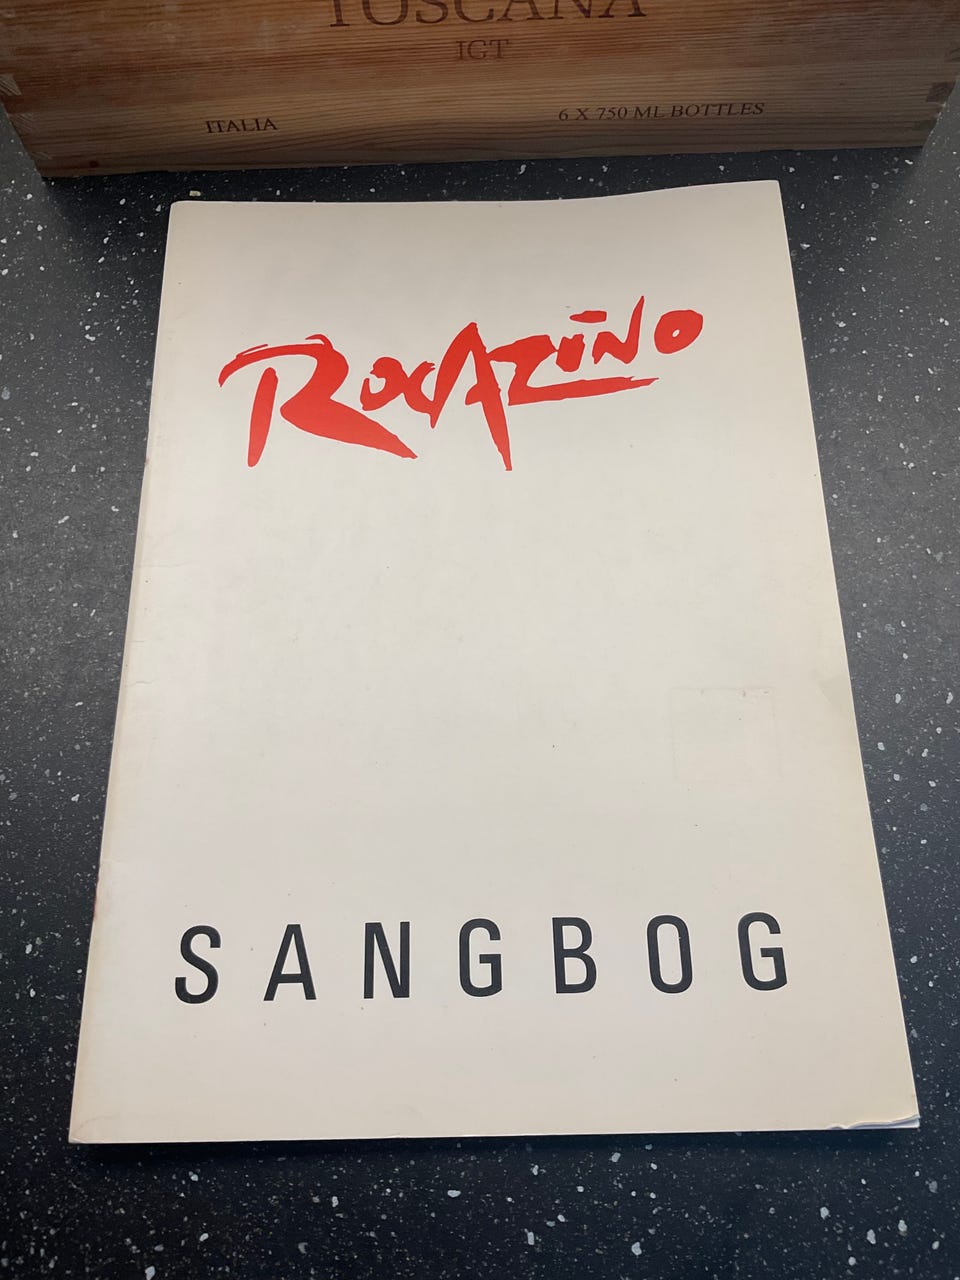 TOSCANA
IGT
ITALIA
6 X 750 ML BOTTLES
ROCAZINO
SANGBOG